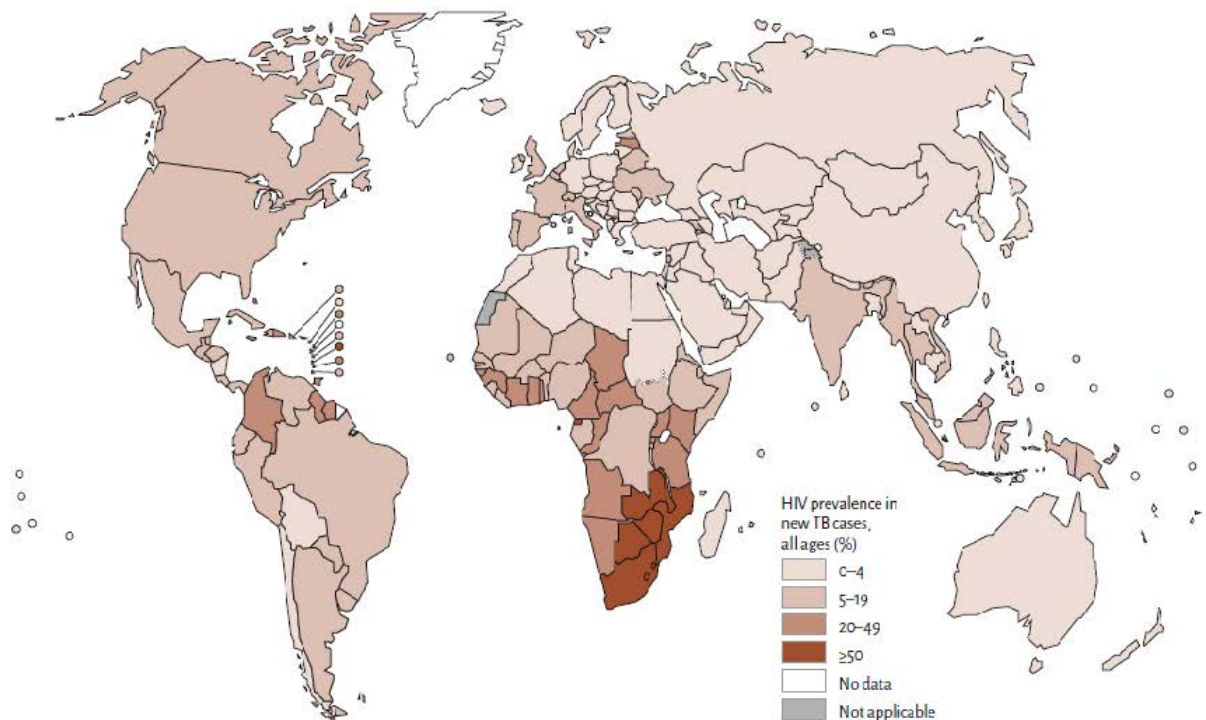 HIV prevalence in
new TB cases,
all ages (%)
0–4
5–19
20–49
≥50
No data
Not applicable